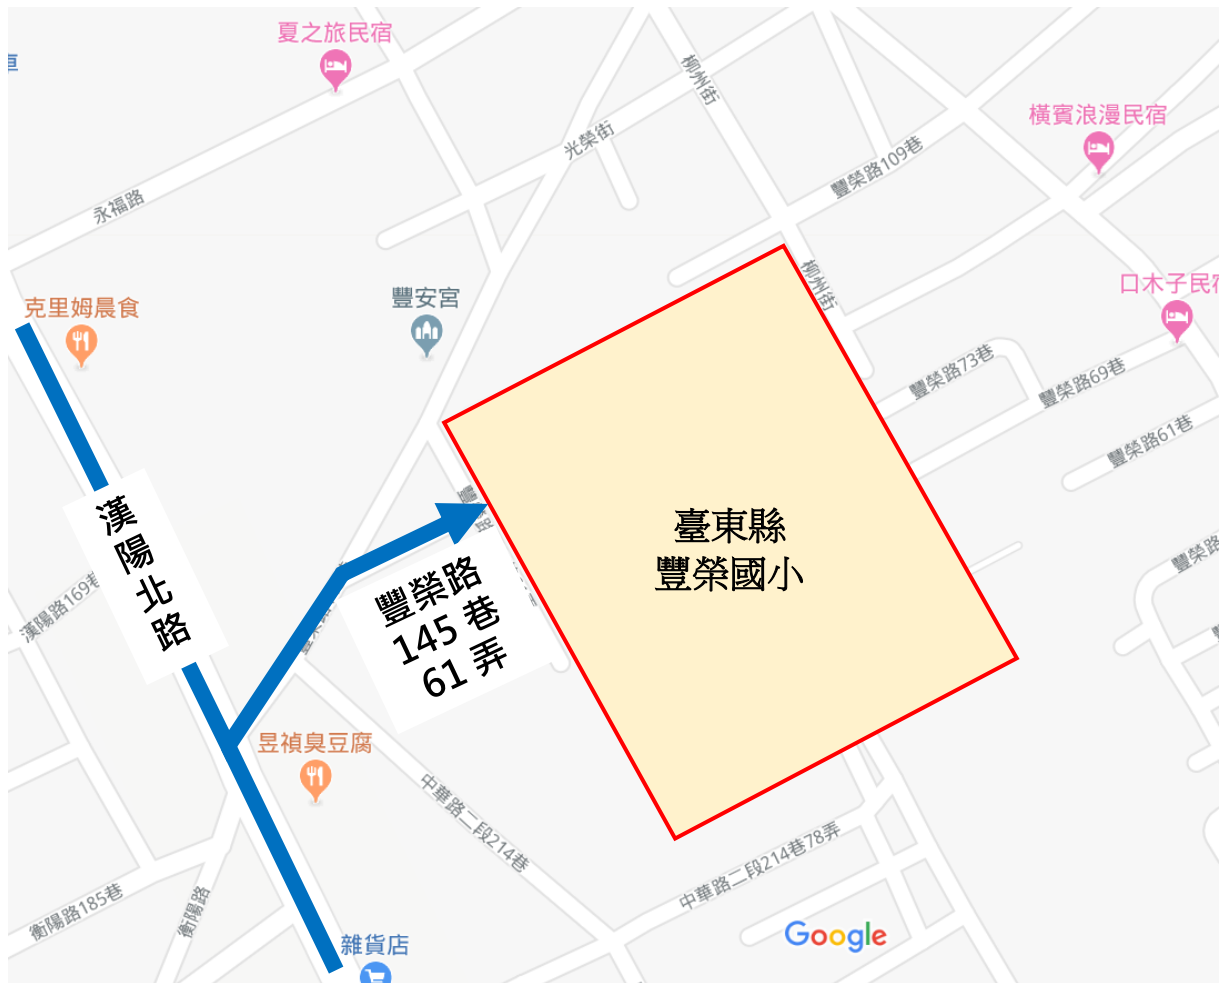 夏之旅民宿
柳州街
橫賓浪漫民宿
光榮街
豐榮路109巷
永福路
柳州街
口木子民宿
豐安宮
克里姆晨食
豐榮路73巷
豐榮路69巷
豐榮路61巷
漢陽北路
臺東縣
豐榮國小
豐榮路
145 巷
61 弄
漢陽路169巷
昱禎臭豆腐
中華路二段214巷
中華路二段214巷78弄
衡陽路185巷
衡陽路
雜貨店
Google